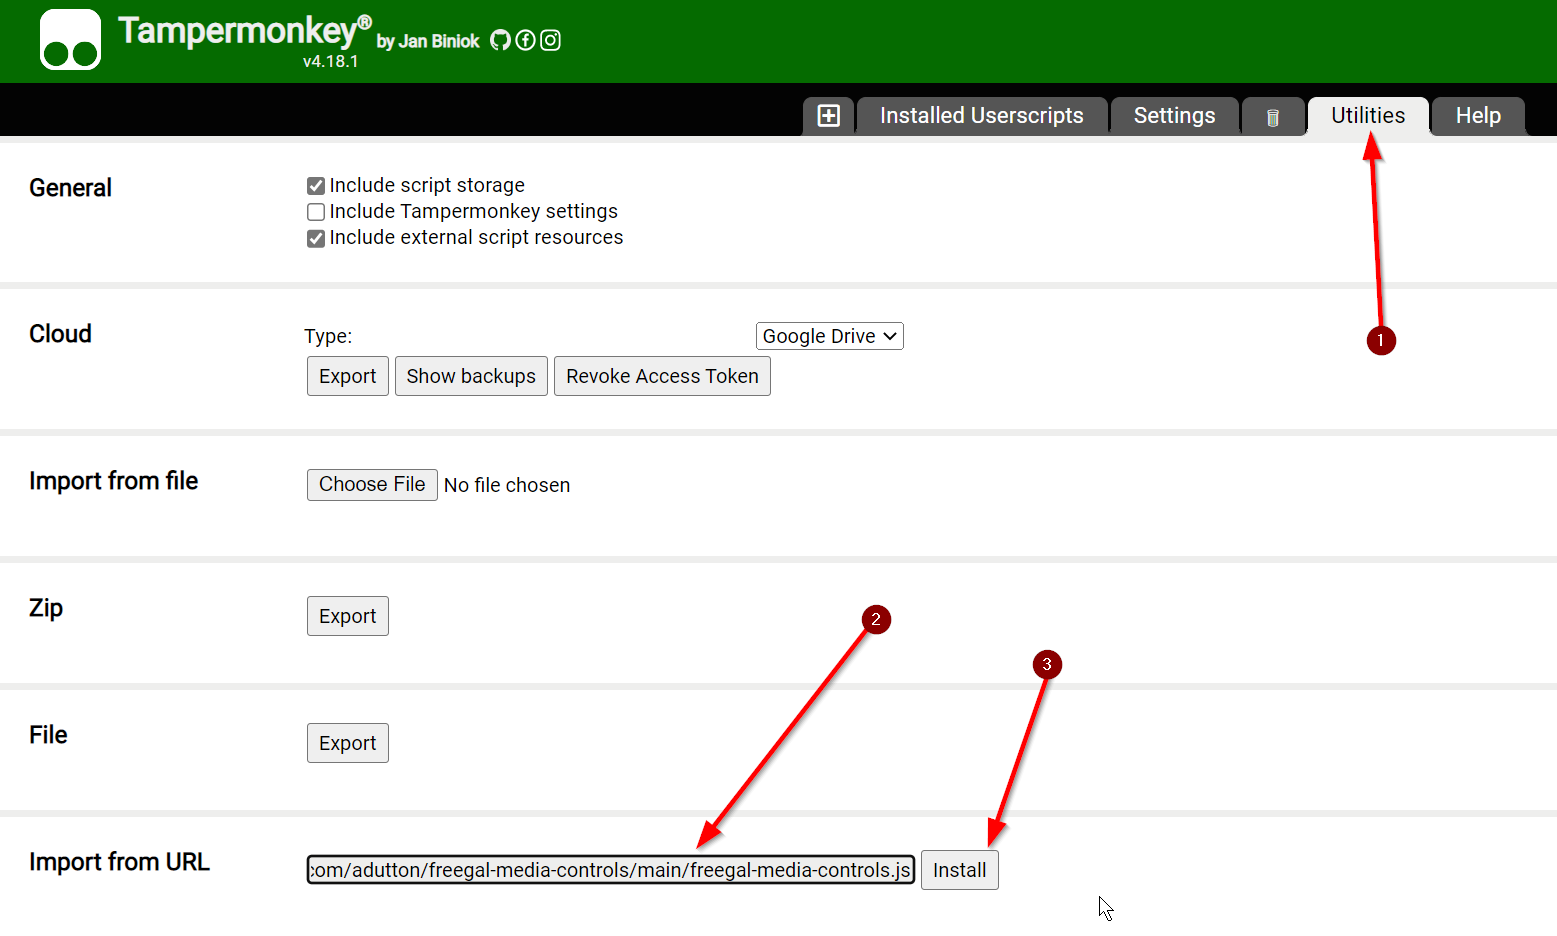 Tampermonkey® by Jan Biniok
v4.18.1
Installed Userscripts Settings Utilities Help
General
Include script storage
Include Tampermonkey settings
Include external script resources
1
Cloud
Type: Google Drive
Export Show backups Revoke Access Token
Import from file
Choose File No file chosen
Zip
Export
2
3
File
Export
Import from URL
com/adutton/freegal-media-controls/main/freegal-media-controls.js Install